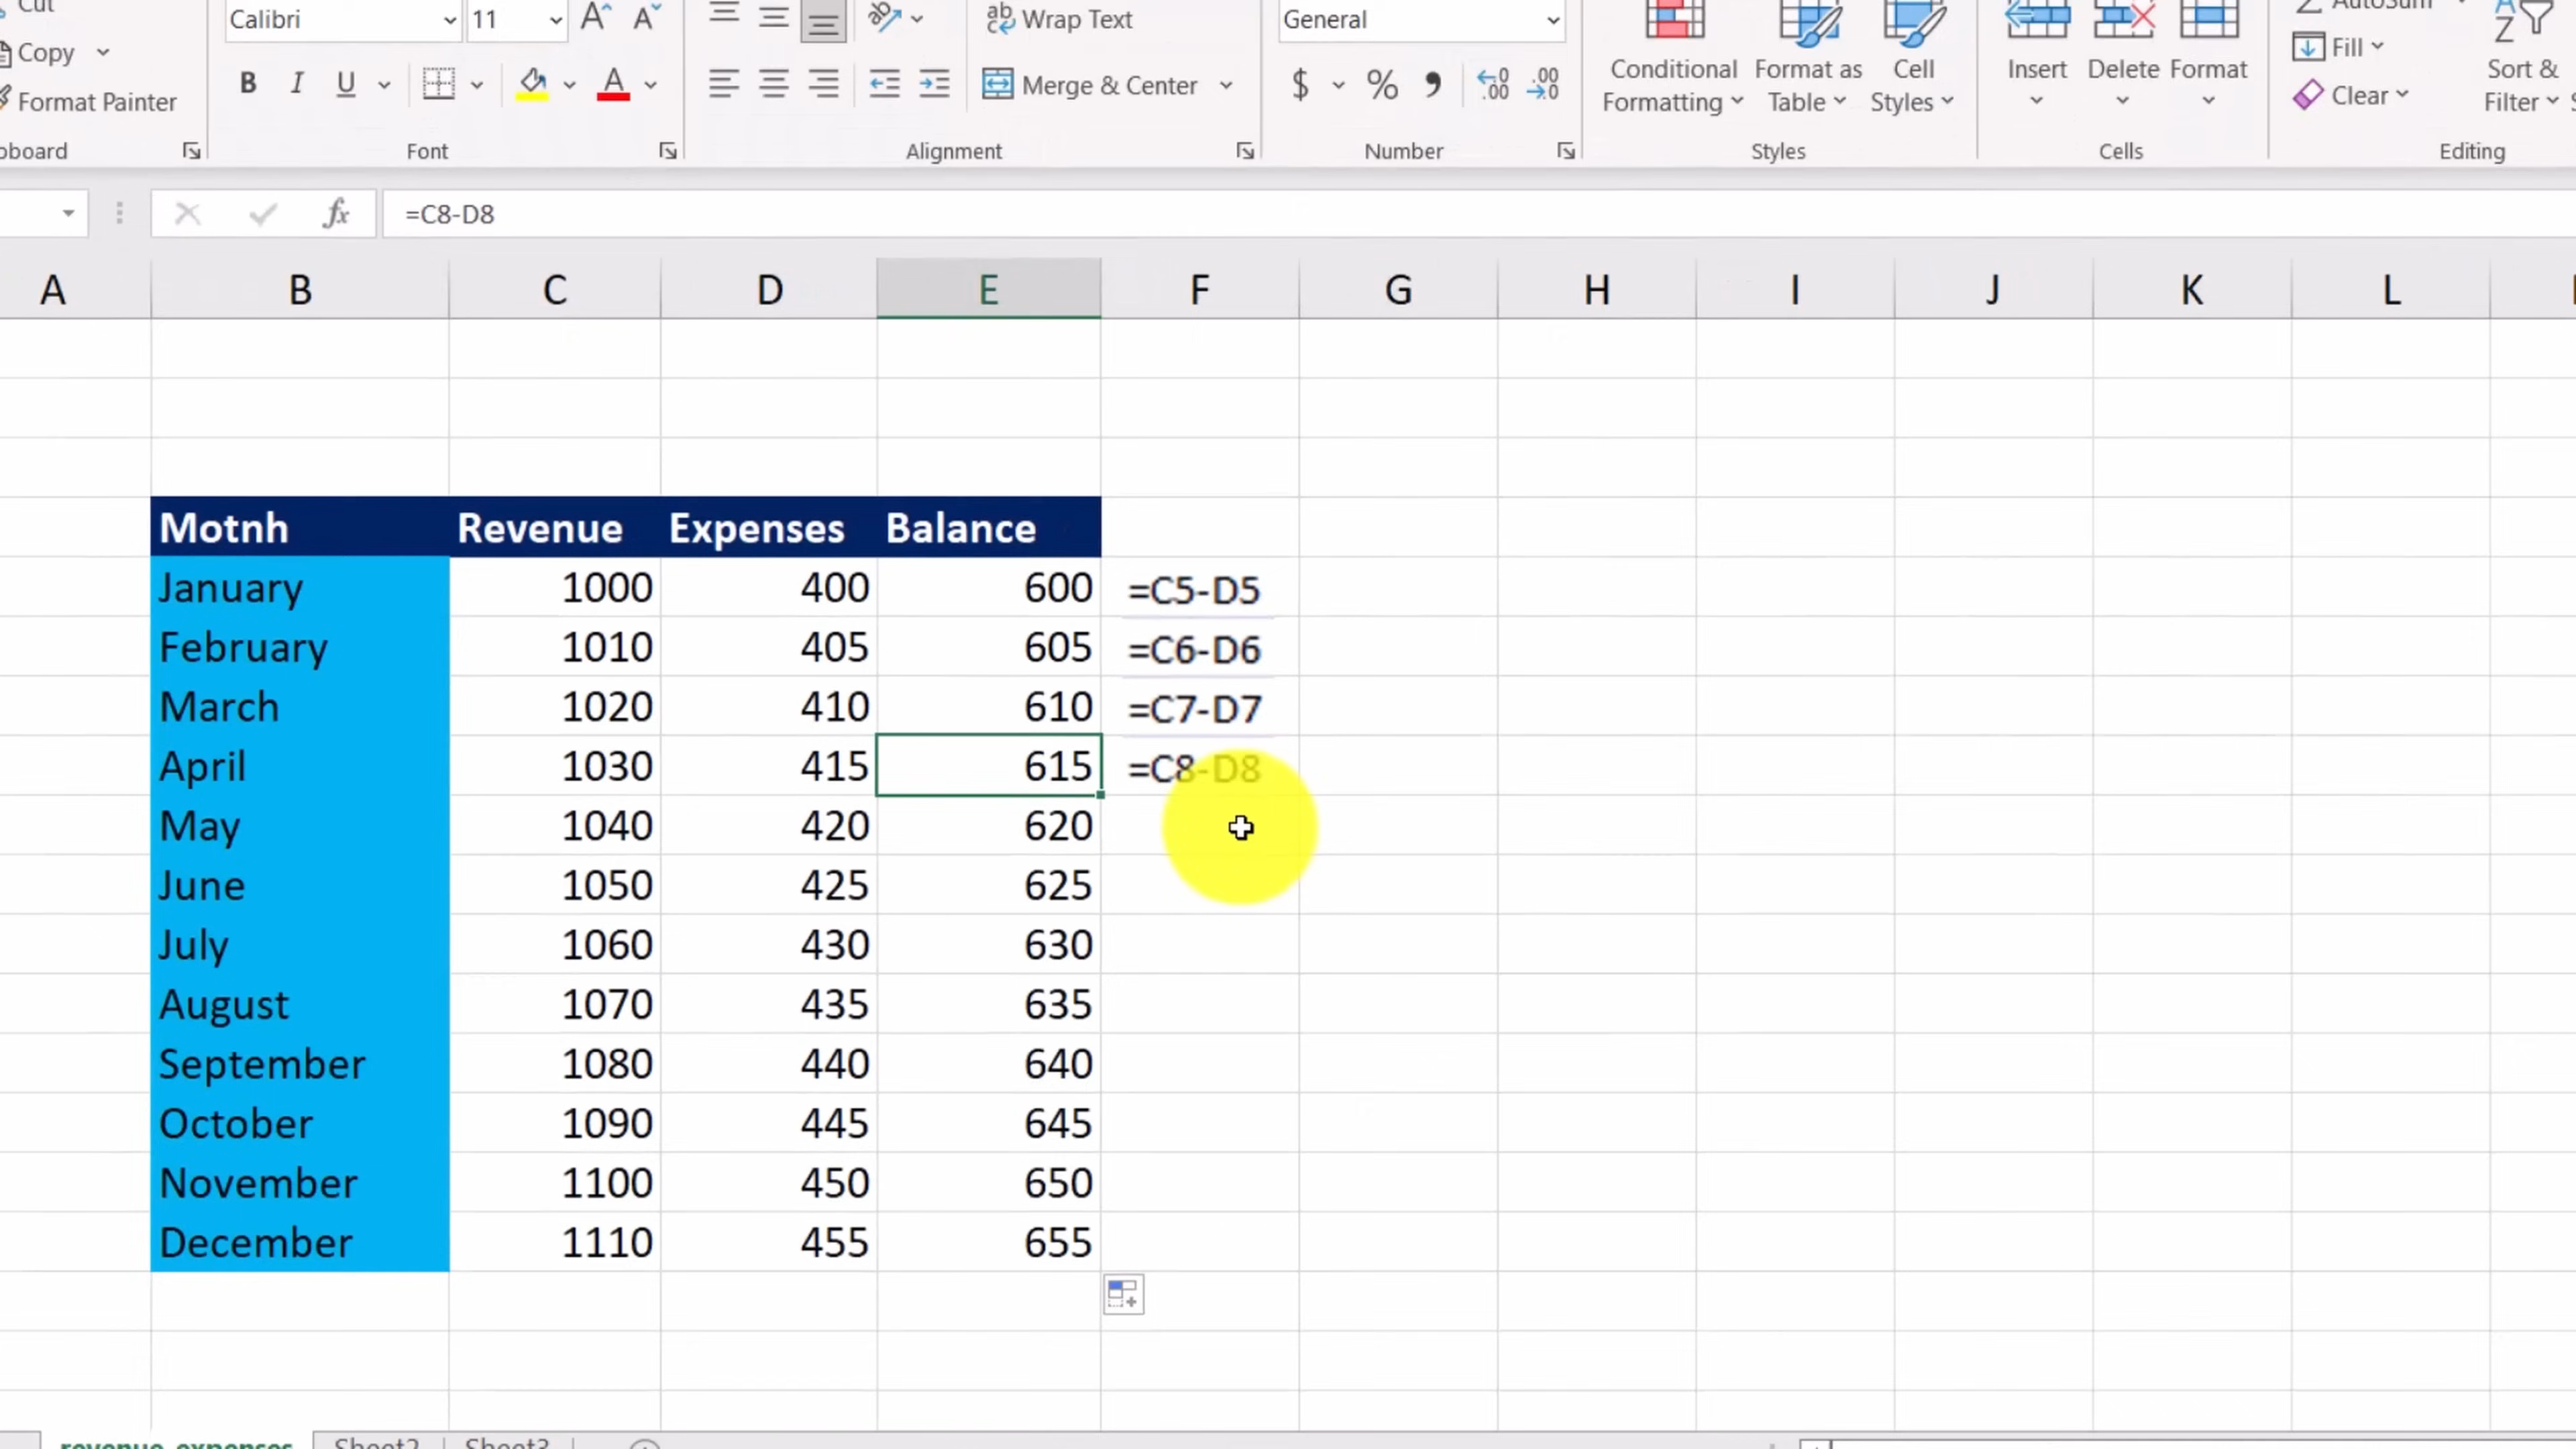 Cut
Calibri 11 Wrap Text General
Copy
Format Painter
B I U Merge & Center $ % Conditional Formatting Format as Table Cell Styles Insert Delete Format Fill Clear Sort & Filter
Font Alignment Number Styles Cells Editing
fx =C8-D8
A B C D E F G H I J K L
Motnh Revenue Expenses Balance
January 1000 400 600 =C5-D5
February 1010 405 605 =C6-D6
March 1020 410 610 =C7-D7
April 1030 415 615 =C8-D8
May 1040 420 620
June 1050 425 625
July 1060 430 630
August 1070 435 635
September 1080 440 640
October 1090 445 645
November 1100 450 650
December 1110 455 655
revenue_expenses Sheet2 Sheet3